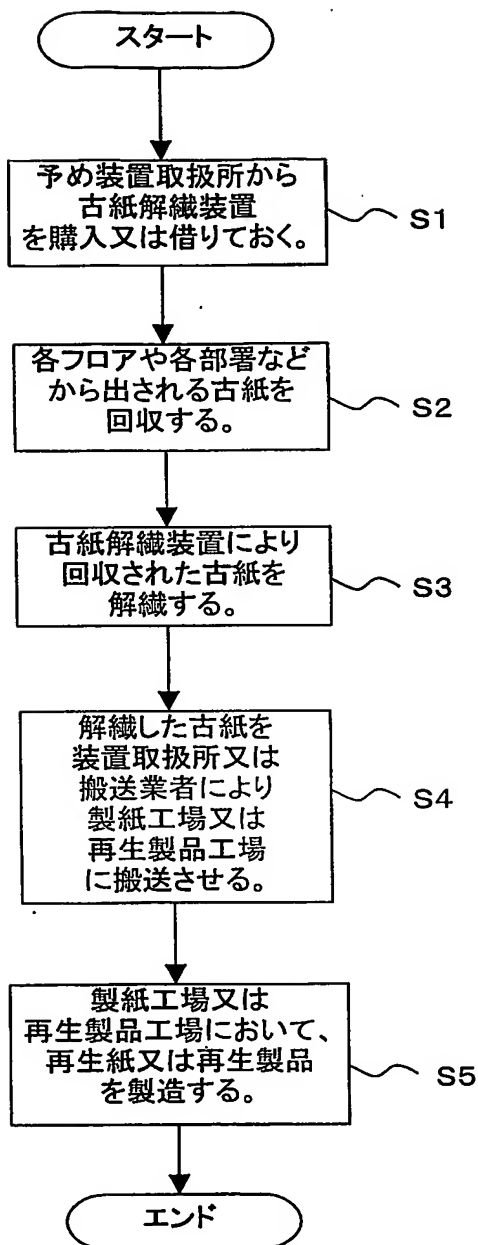 スタート
予め装置取扱所から
古紙解繊装置
を購入又は借りておく。
S1
各フロアや各部署など
から出される古紙を
回収する。
S2
古紙解繊装置により
回収された古紙を
解繊する。
S3
解繊した古紙を
装置取扱所又は
搬送業者により
製紙工場又は
再生製品工場
に搬送させる。
S4
製紙工場又は
再生製品工場において、
再生紙又は再生製品
を製造する。
S5
エンド